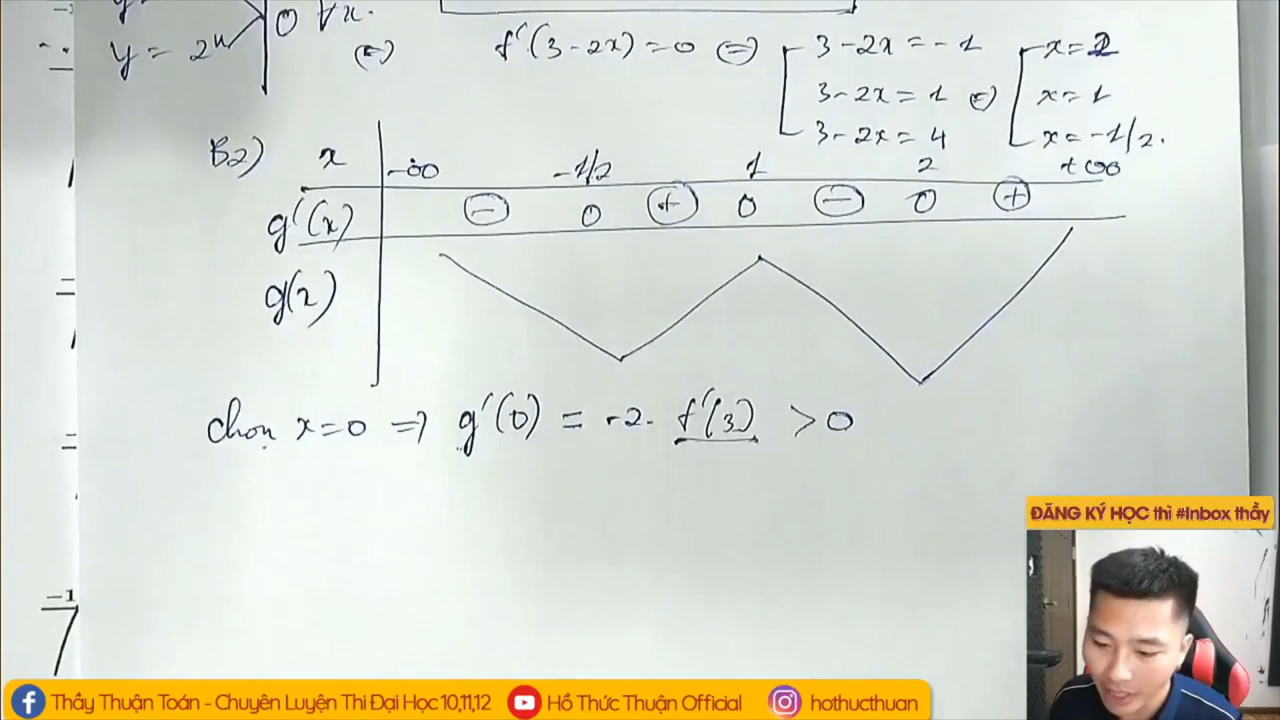 y = 2ˣ 0 ∀x.
(=) f'(3-2x)=0 (=) 3-2x=-1 x=2
3-2x=1 (=) x=1
3-2x=4 x=-1/2.
B2) x -∞ -1/2 1 2 +∞
g'(x) - 0 + 0 - 0 +
g(x)
chọn x=0 => g'(0) = -2. f'(3) > 0
-1
ĐĂNG KÝ HỌC thì #Inbox thầy
Thầy Thuận Toán - Chuyên Luyện Thi Đại Học 10,11,12 Hồ Thức Thuận Official hothucthuan